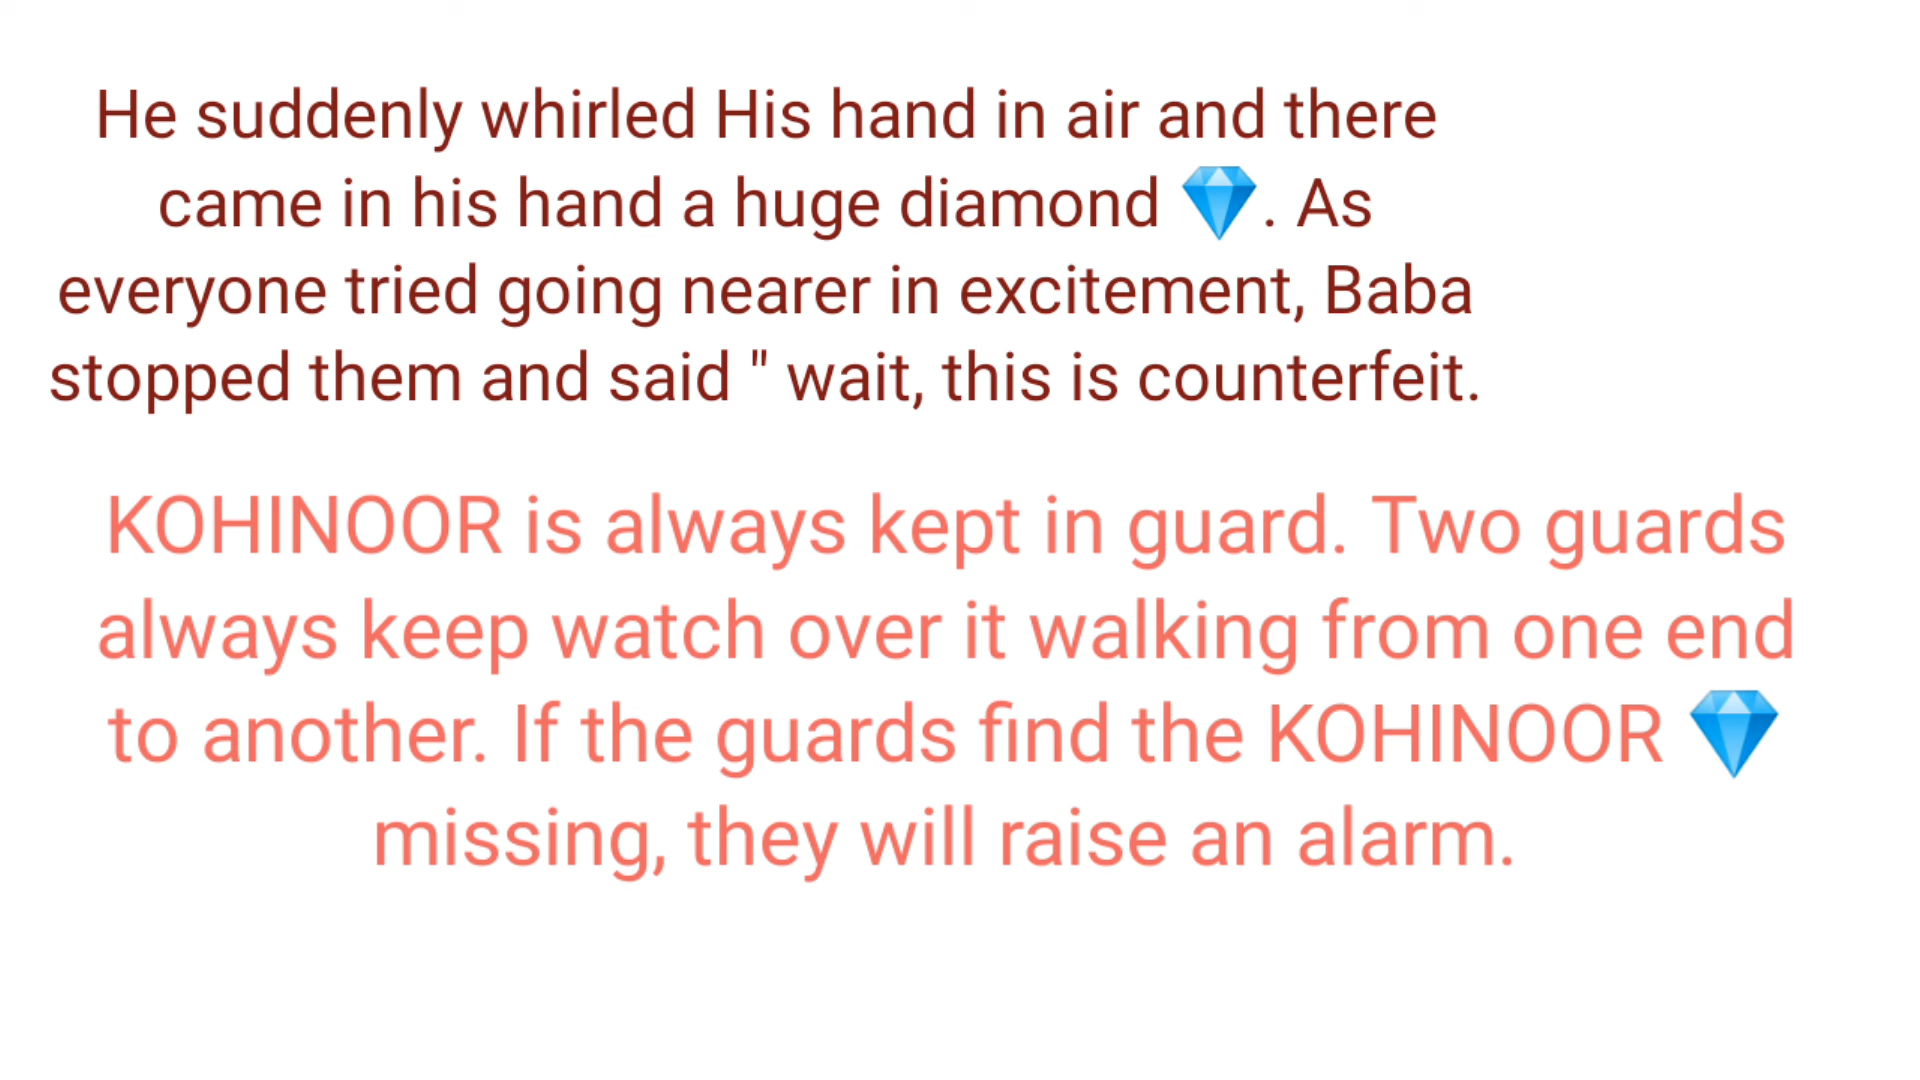 He suddenly whirled His hand in air and there
came in his hand a huge diamond 💎. As
everyone tried going nearer in excitement, Baba
stopped them and said " wait, this is counterfeit.
KOHINOOR is always kept in guard. Two guards
always keep watch over it walking from one end
to another. If the guards find the KOHINOOR 💎
missing, they will raise an alarm.